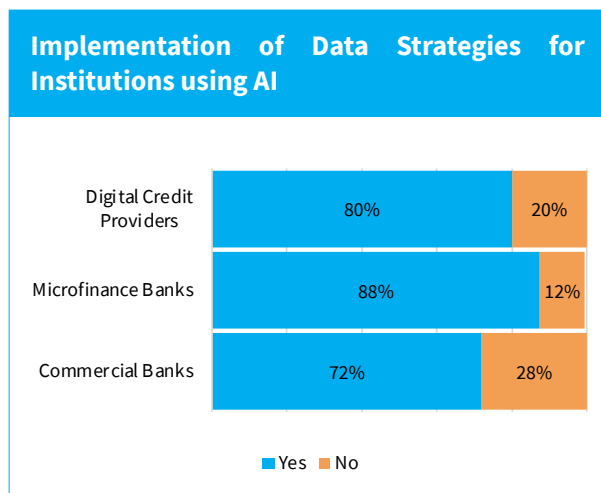 Implementation of Data Strategies for
Institutions using AI
Digital Credit
Providers
80%
20%
Microfinance Banks
88%
12%
Commercial Banks
72%
28%
Yes
No